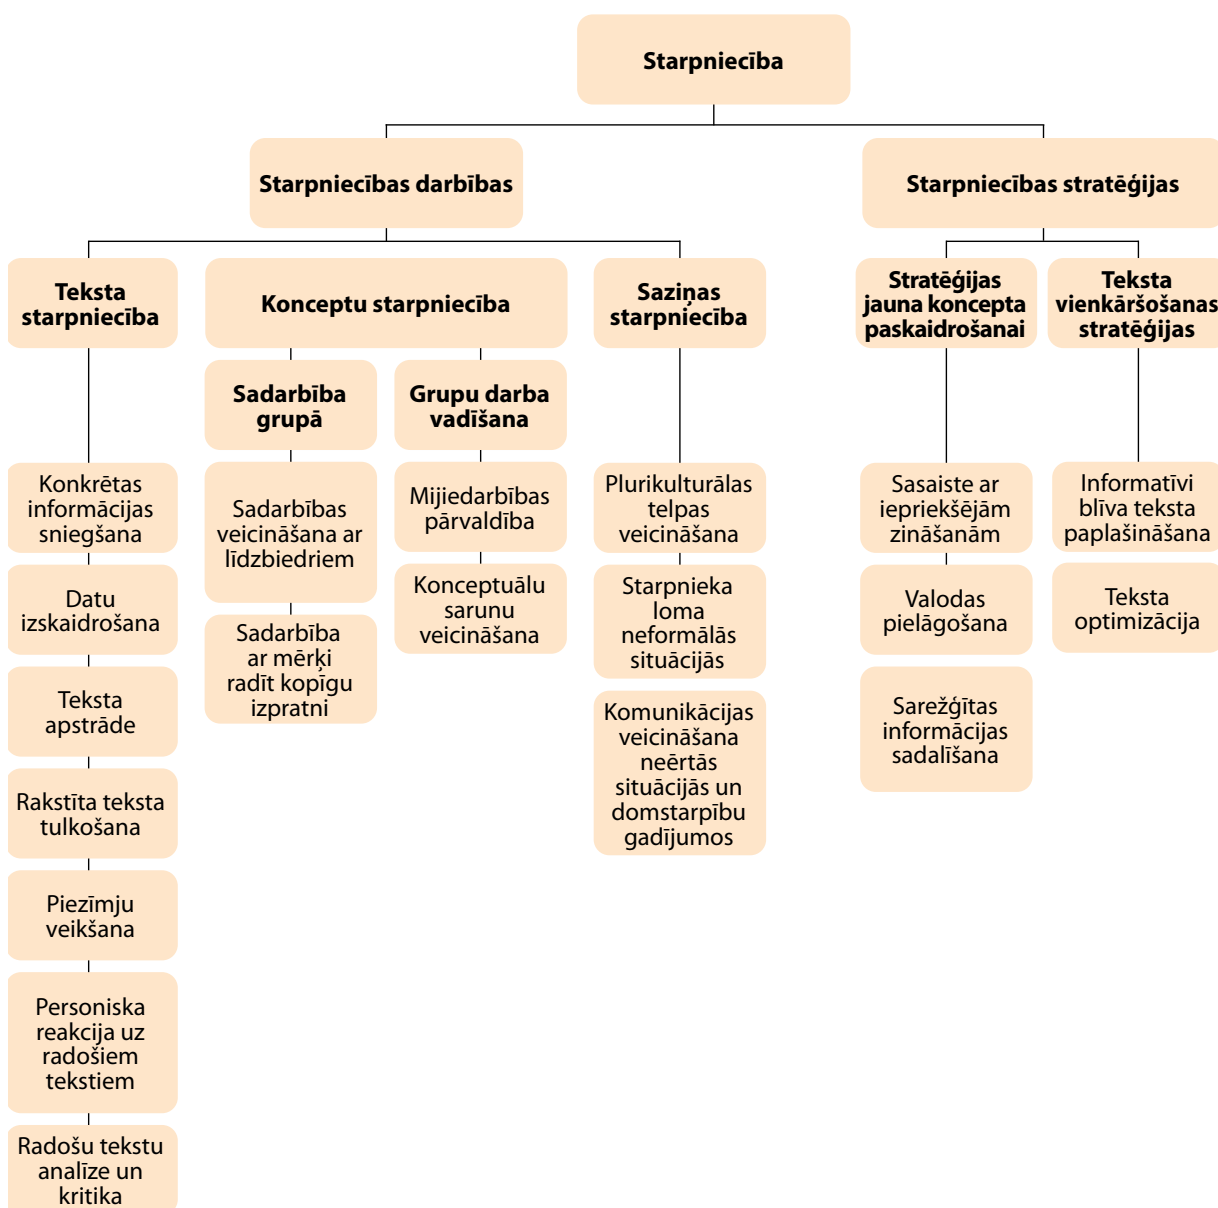 Starpniecība
Starpniecības darbības
Starpniecības stratēģijas
Teksta
starpniecība
Konceptu starpniecība
Saziņas
starpniecība
Stratēģijas
jauna koncepta
paskaidrošanai
Teksta
vienkāršošanas
stratēģijas
Sadarbība
grupā
Grupu darba
vadīšana
Konkrētas
informācijas
sniegšana
Datu
izskaidrošana
Teksta
apstrāde
Rakstīta teksta
tulkošana
Piezīmju
veikšana
Personiska
reakcija uz
radošiem
tekstiem
Radošu tekstu
analīze un
kritika
Sadarbības
veicināšana ar
līdzbiedriem
Sadarbība
ar mērķi
radīt kopīgu
izpratni
Mijiedarbības
pārvaldība
Konceptuālu
sarunu
veicināšana
Plurikulturālas
telpas
veicināšana
Starpnieka
loma
neformālās
situācijās
Komunikācijas
veicināšana
neērtās
situācijās un
domstarpību
gadījumos
Sasaiste ar
iepriekšējām
zināšanām
Valodas
pielāgošana
Sarežģītas
informācijas
sadalīšana
Informatīvi
blīva teksta
paplašināšana
Teksta
optimizācija